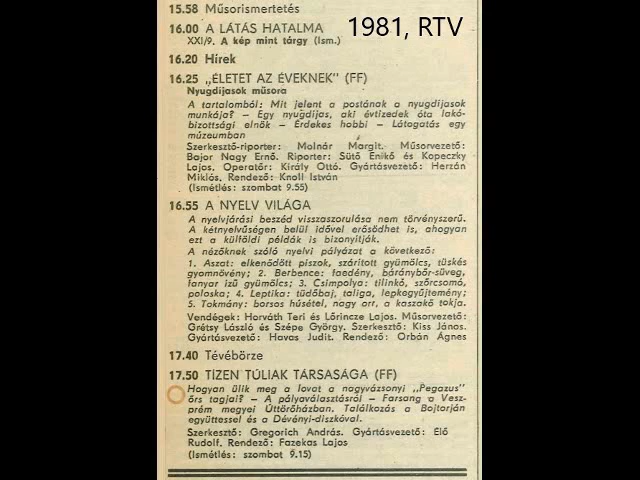 15.58 Műsorismertetés
1981, RTV
16.00 A LÁTÁS HATALMA
XXI/9. A kép mint tárgy (Ism.)
16.20 Hírek
16.25 „ÉLETET AZ ÉVEKNEK" (FF)
Nyugdíjasok műsora
A tartalomból: Mit jelent a postának a nyugdíjasok
munkája? – Egy nyugdíjas, aki évtizedek óta lakó-
bizottsági elnök – Érdekes hobbi – Látogatás egy
múzeumban
Szerkesztő-riporter: Molnár Margit. Műsorvezető:
Bajor Nagy Ernő. Riporter: Sütő Enikő és Kopeczky
Lajos. Operatőr: Király Ottó. Gyártásvezető: Herzán
Miklós. Rendező: Knoll István
(Ismétlés: szombat 9.55)
16.55 A NYELV VILÁGA
A nyelvjárási beszéd visszaszorulása nem törvényszerű.
A kétnyelvűségen belül idővel erősödhet is, ahogyan
ezt a külföldi példák is bizonyítják.
A nézőknek szóló nyelvi pályázat a következő:
1. Aszat: elkenődött piszok, szárított gyümölcs, tüskés
gyomnövény; 2. Berbence: faedény, báránybőr-süveg,
fanyar ízű gyümölcs; 3. Csimpolya: tilinkó, szőrcsomó,
poloska; 4. Leptika: tüdőbaj, taliga, lepkegyűjtemény;
5. Tokmány: borsos húsétel, nagy orr, a kaszakő tokja.
Vendégek: Horváth Teri és Lőrincze Lajos. Műsorvezető:
Grétsy László és Szépe György. Szerkesztő: Kiss János.
Gyártásvezető: Havas Judit. Rendező: Orbán Ágnes
17.40 Tévébörze
17.50 TÍZEN TÚLIAK TÁRSASÁGA (FF)
Hogyan ülik meg a lovat a nagyvázsonyi „Pegazus"
őrs tagjai? – A pályaválasztásról – Farsang a Vesz-
prém megyei Úttörőházban. Találkozás a Bojtorján
együttessel és a Dévényi-diszkóval.
Szerkesztő: Gregorich András. Gyártásvezető: Élő
Rudolf. Rendező: Fazekas Lajos
(Ismétlés: szombat 9.15)